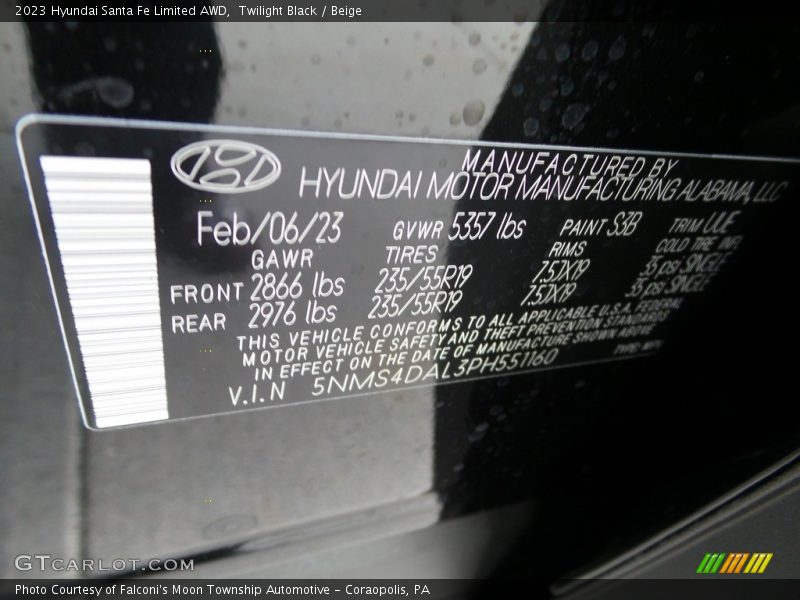 2023 Hyundai Santa Fe Limited AWD, Twilight Black / Beige
MANUFACTURED BY
HYUNDAI MOTOR MANUFACTURING ALABAMA, LLC
Feb/06/23 GVWR 5357 lbs PAINT S3B TRIM UUE
GAWR TIRES RIMS COLD TIRE INFL
FRONT 2866 lbs 235/55R19 7.5JX19 35 psi SINGLE
REAR 2976 lbs 235/55R19 7.5JX19 35 psi SINGLE
THIS VEHICLE CONFORMS TO ALL APPLICABLE U.S.A. FEDERAL
MOTOR VEHICLE SAFETY AND THEFT PREVENTION STANDARDS
IN EFFECT ON THE DATE OF MANUFACTURE SHOWN ABOVE
V.I.N 5NMS4DAL3PH551160
TYPE: MPV
GTCARLOT.COM
Photo Courtesy of Falconi's Moon Township Automotive – Coraopolis, PA